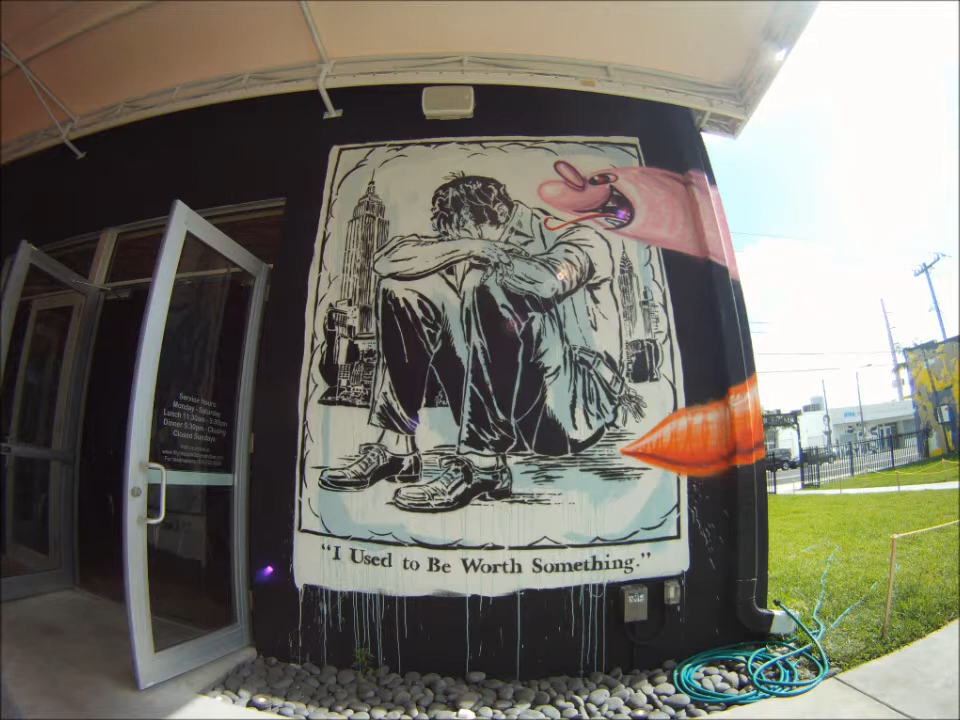 Service Hours
Monday - Saturday
Lunch 11:30am - 3:30pm
Dinner 5:30pm - Closing
Closed Sundays
“I Used to Be Worth Something.”